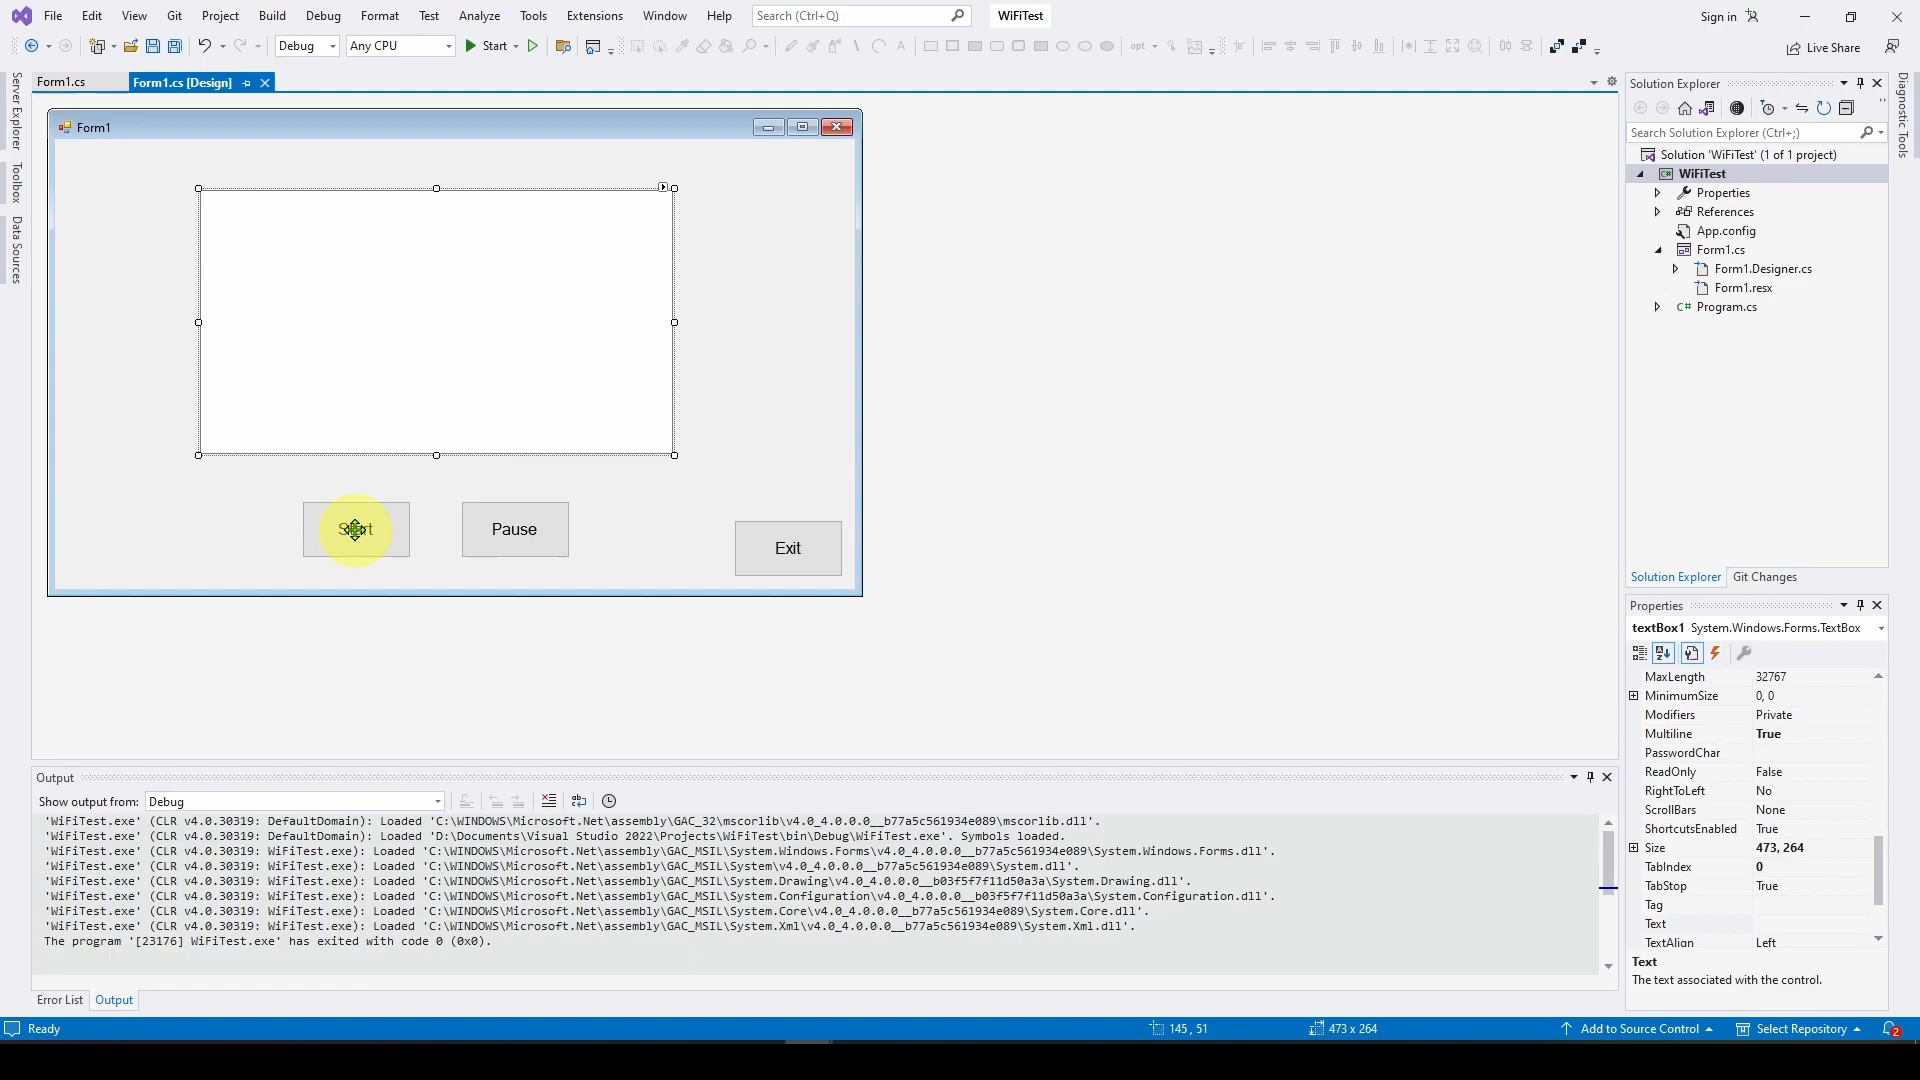 File Edit View Git Project Build Debug Format Test Analyze Tools Extensions Window Help Search (Ctrl+Q) WiFiTest Sign in
Debug Any CPU Start opt Live Share
Form1.cs Form1.cs [Design]
Server Explorer
Toolbox
Data Sources
Form1
Start Pause
Exit
Solution Explorer
Search Solution Explorer (Ctrl+;)
Solution 'WiFiTest' (1 of 1 project)
C# WiFiTest
Properties
References
App.config
Form1.cs
Form1.Designer.cs
Form1.resx
C# Program.cs
Solution Explorer Git Changes
Diagnostic Tools
Properties
textBox1 System.Windows.Forms.TextBox
MaxLength 32767
MinimumSize 0, 0
Modifiers Private
Multiline True
PasswordChar
ReadOnly False
RightToLeft No
ScrollBars None
ShortcutsEnabled True
Size 473, 264
TabIndex 0
TabStop True
Tag
Text
TextAlign Left
Text
The text associated with the control.
Output
Show output from: Debug
'WiFiTest.exe' (CLR v4.0.30319: DefaultDomain): Loaded 'C:\WINDOWS\Microsoft.Net\assembly\GAC_32\mscorlib\v4.0_4.0.0.0__b77a5c561934e089\mscorlib.dll'.
'WiFiTest.exe' (CLR v4.0.30319: DefaultDomain): Loaded 'D:\Documents\Visual Studio 2022\Projects\WiFiTest\bin\Debug\WiFiTest.exe'. Symbols loaded.
'WiFiTest.exe' (CLR v4.0.30319: WiFiTest.exe): Loaded 'C:\WINDOWS\Microsoft.Net\assembly\GAC_MSIL\System.Windows.Forms\v4.0_4.0.0.0__b77a5c561934e089\System.Windows.Forms.dll'.
'WiFiTest.exe' (CLR v4.0.30319: WiFiTest.exe): Loaded 'C:\WINDOWS\Microsoft.Net\assembly\GAC_MSIL\System\v4.0_4.0.0.0__b77a5c561934e089\System.dll'.
'WiFiTest.exe' (CLR v4.0.30319: WiFiTest.exe): Loaded 'C:\WINDOWS\Microsoft.Net\assembly\GAC_MSIL\System.Drawing\v4.0_4.0.0.0__b03f5f7f11d50a3a\System.Drawing.dll'.
'WiFiTest.exe' (CLR v4.0.30319: WiFiTest.exe): Loaded 'C:\WINDOWS\Microsoft.Net\assembly\GAC_MSIL\System.Configuration\v4.0_4.0.0.0__b03f5f7f11d50a3a\System.Configuration.dll'.
'WiFiTest.exe' (CLR v4.0.30319: WiFiTest.exe): Loaded 'C:\WINDOWS\Microsoft.Net\assembly\GAC_MSIL\System.Core\v4.0_4.0.0.0__b77a5c561934e089\System.Core.dll'.
'WiFiTest.exe' (CLR v4.0.30319: WiFiTest.exe): Loaded 'C:\WINDOWS\Microsoft.Net\assembly\GAC_MSIL\System.Xml\v4.0_4.0.0.0__b77a5c561934e089\System.Xml.dll'.
The program '[23176] WiFiTest.exe' has exited with code 0 (0x0).
Error List Output
Ready 145 , 51 473 x 264 Add to Source Control Select Repository 2